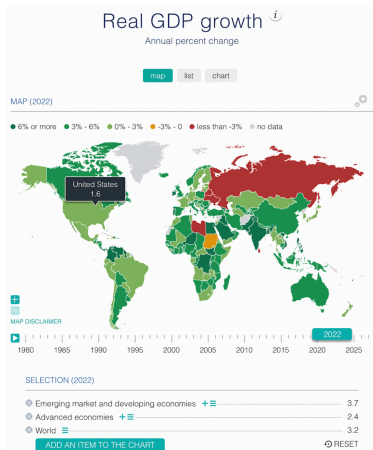 Real GDP growth i
Annual percent change
map list chart
MAP (2022)
6% or more 3% - 6% 0% - 3% -3% - 0 less than -3% no data
United States
1.6
MAP DISCLAIMER
2022
1980 1985 1990 1995 2000 2005 2010 2015 2020 2025
SELECTION (2022)
Emerging market and developing economies 3.7
Advanced economies 2.4
World 3.2
ADD AN ITEM TO THE CHART RESET